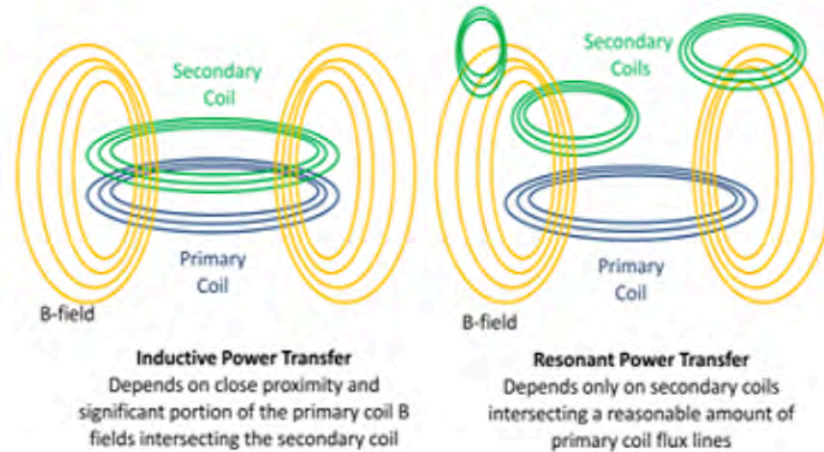 Secondary
Coil
Primary
Coil
B-field
Inductive Power Transfer
Depends on close proximity and
significant portion of the primary coil B
fields intersecting the secondary coil
Secondary
Coils
Primary
Coil
B-field
Resonant Power Transfer
Depends only on secondary coils
intersecting a reasonable amount of
primary coil flux lines